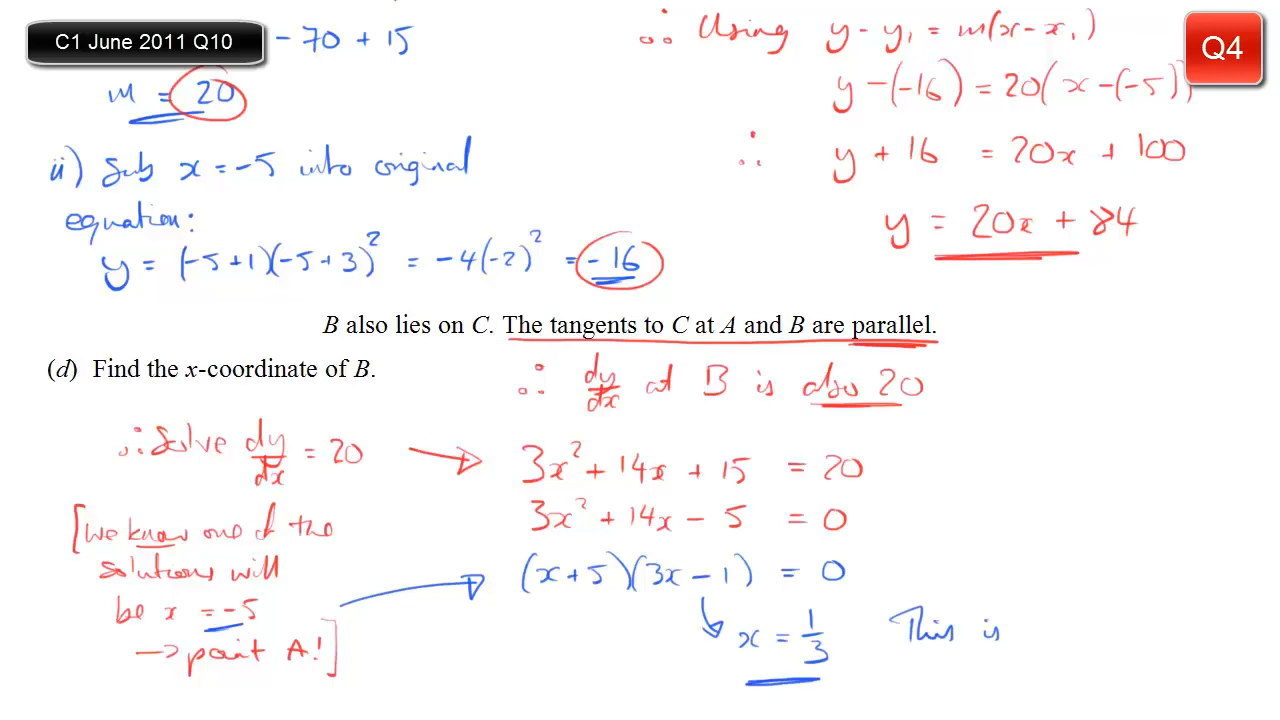 C1 June 2011 Q10
- 70 + 15
m = 20
ii) Sub x = -5 into original
equation:
y = (-5+1)(-5+3)² = -4(-2)² = -16
∴ Using y - y₁ = m(x - x₁)
Q4
y - (-16) = 20(x - (-5))
∴ y + 16 = 20x + 100
y = 20x + 84
B also lies on C. The tangents to C at A and B are parallel.
(d) Find the x-coordinate of B.
∴ dy/dx at B is also 20
∴ Solve dy/dx = 20 → 3x² + 14x + 15 = 20
3x² + 14x - 5 = 0
[We know one of the
solutions will
be x = -5
→ point A!]
(x + 5)(3x - 1) = 0
x = 1/3 This is